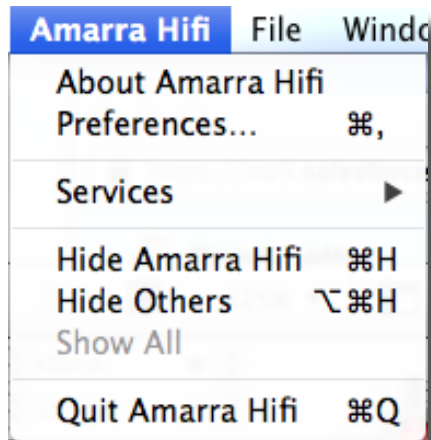 Amarra Hifi File Windo
About Amarra Hifi
Preferences... ⌘,
Services ▶
Hide Amarra Hifi ⌘H
Hide Others ⌥⌘H
Show All
Quit Amarra Hifi ⌘Q